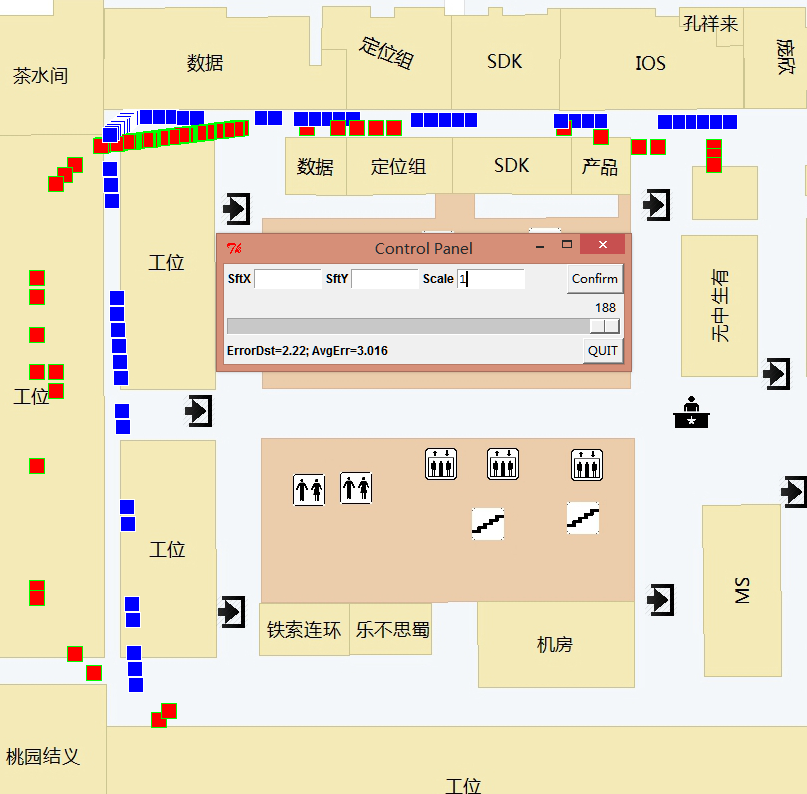 孔祥来
定位组
数据
SDK
IOS
庞欣
茶水间
数据
定位组
SDK
产品
工位
Control Panel
SftX
SftY
Scale
1
Confirm
188
ErrorDst=2.22; AvgErr=3.016
QUIT
无中生有
工位
工位
MS
铁索连环
乐不思蜀
机房
桃园结义
工位